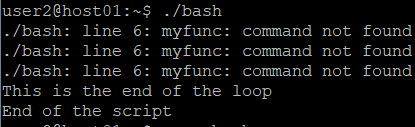 user2@host01:~$ ./bash
./bash: line 6: myfunc: command not found
./bash: line 6: myfunc: command not found
./bash: line 6: myfunc: command not found
This is the end of the loop
End of the script